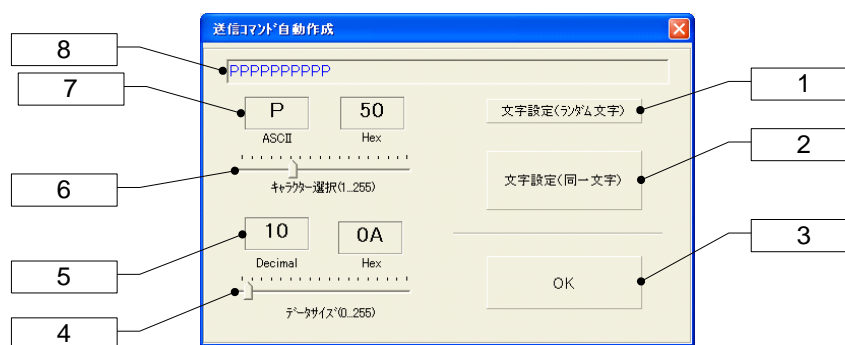 送信ｺﾏﾝﾄﾞ自動作成
8
PPPPPPPPPP
7
P
50
文字設定(ﾗﾝﾀﾞﾑ文字)
1
ASCII
Hex
2
6
ｷｬﾗｸﾀｰ選択(1...255)
文字設定(同一文字)
10
0A
3
5
Decimal
Hex
OK
4
ﾃﾞｰﾀｻｲｽﾞ(0...255)